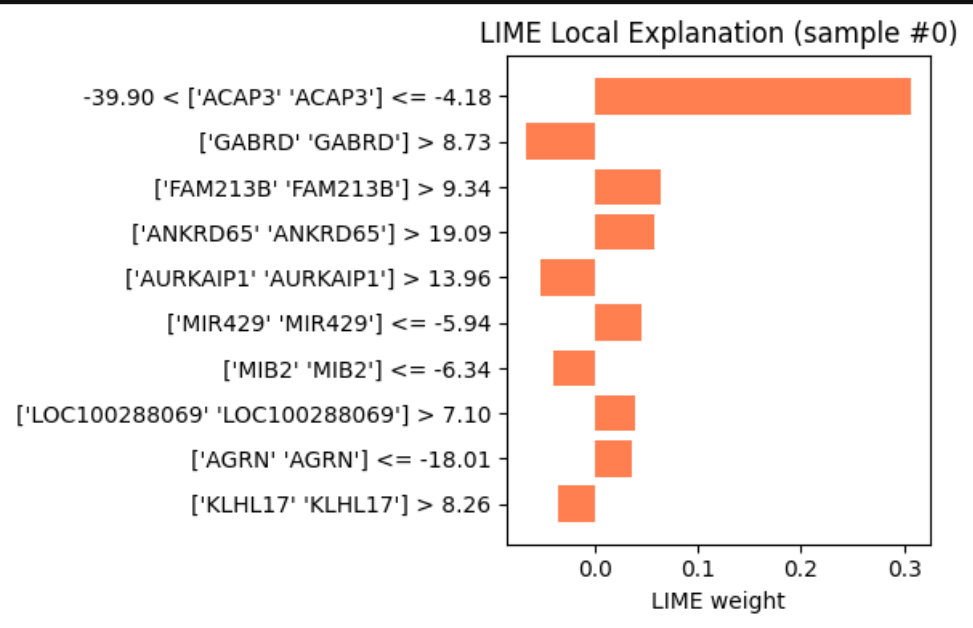 LIME Local Explanation (sample #0)
-39.90 < ['ACAP3' 'ACAP3'] <= -4.18
['GABRD' 'GABRD'] > 8.73
['FAM213B' 'FAM213B'] > 9.34
['ANKRD65' 'ANKRD65'] > 19.09
['AURKAIP1' 'AURKAIP1'] > 13.96
['MIR429' 'MIR429'] <= -5.94
['MIB2' 'MIB2'] <= -6.34
['LOC100288069' 'LOC100288069'] > 7.10
['AGRN' 'AGRN'] <= -18.01
['KLHL17' 'KLHL17'] > 8.26
0.0 0.1 0.2 0.3
LIME weight